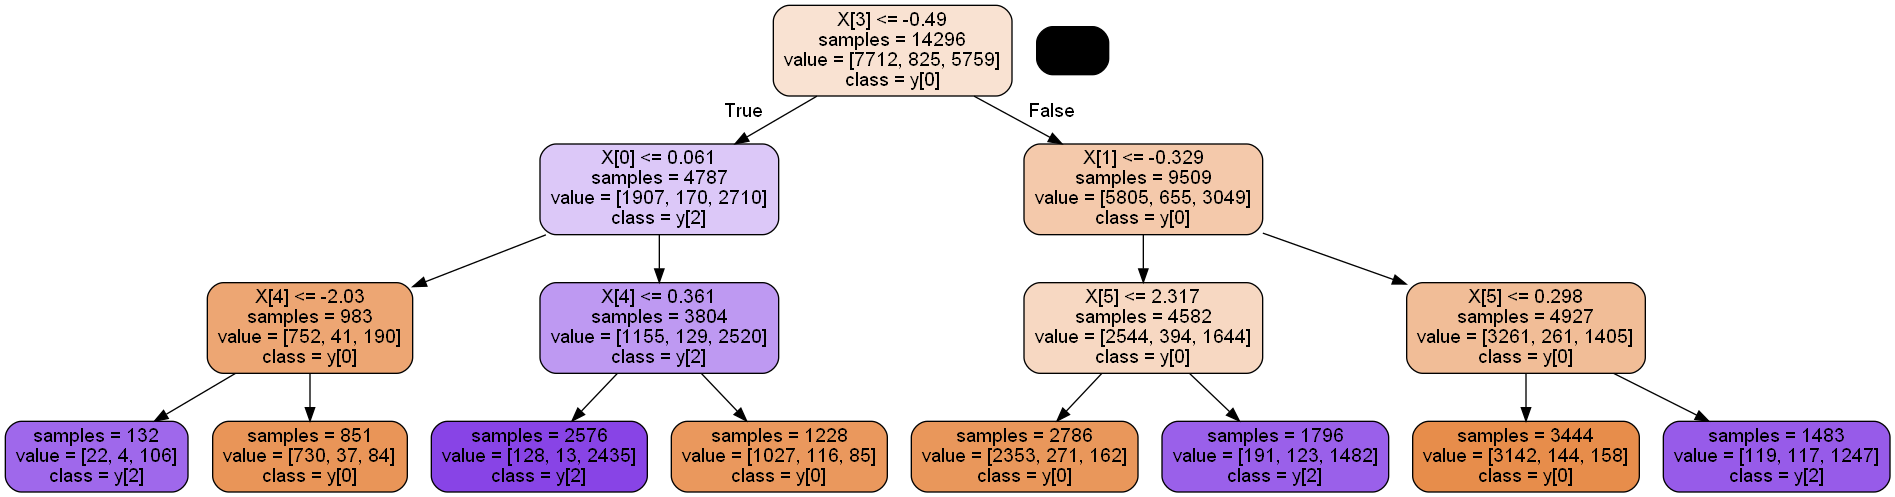 X[3] <= -0.49
samples = 14296
value = [7712, 825, 5759]
class = y[0]
True
False
X[0] <= 0.061
samples = 4787
value = [1907, 170, 2710]
class = y[2]
X[1] <= -0.329
samples = 9509
value = [5805, 655, 3049]
class = y[0]
X[4] <= -2.03
samples = 983
value = [752, 41, 190]
class = y[0]
X[4] <= 0.361
samples = 3804
value = [1155, 129, 2520]
class = y[2]
X[5] <= 2.317
samples = 4582
value = [2544, 394, 1644]
class = y[0]
X[5] <= 0.298
samples = 4927
value = [3261, 261, 1405]
class = y[0]
samples = 132
value = [22, 4, 106]
class = y[2]
samples = 851
value = [730, 37, 84]
class = y[0]
samples = 2576
value = [128, 13, 2435]
class = y[2]
samples = 1228
value = [1027, 116, 85]
class = y[0]
samples = 2786
value = [2353, 271, 162]
class = y[0]
samples = 1796
value = [191, 123, 1482]
class = y[2]
samples = 3444
value = [3142, 144, 158]
class = y[0]
samples = 1483
value = [119, 117, 1247]
class = y[2]